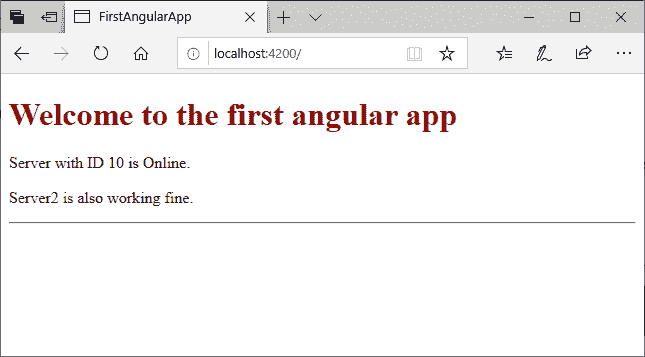 FirstAngularApp
localhost:4200/
Welcome to the first angular app
Server with ID 10 is Online.
Server2 is also working fine.